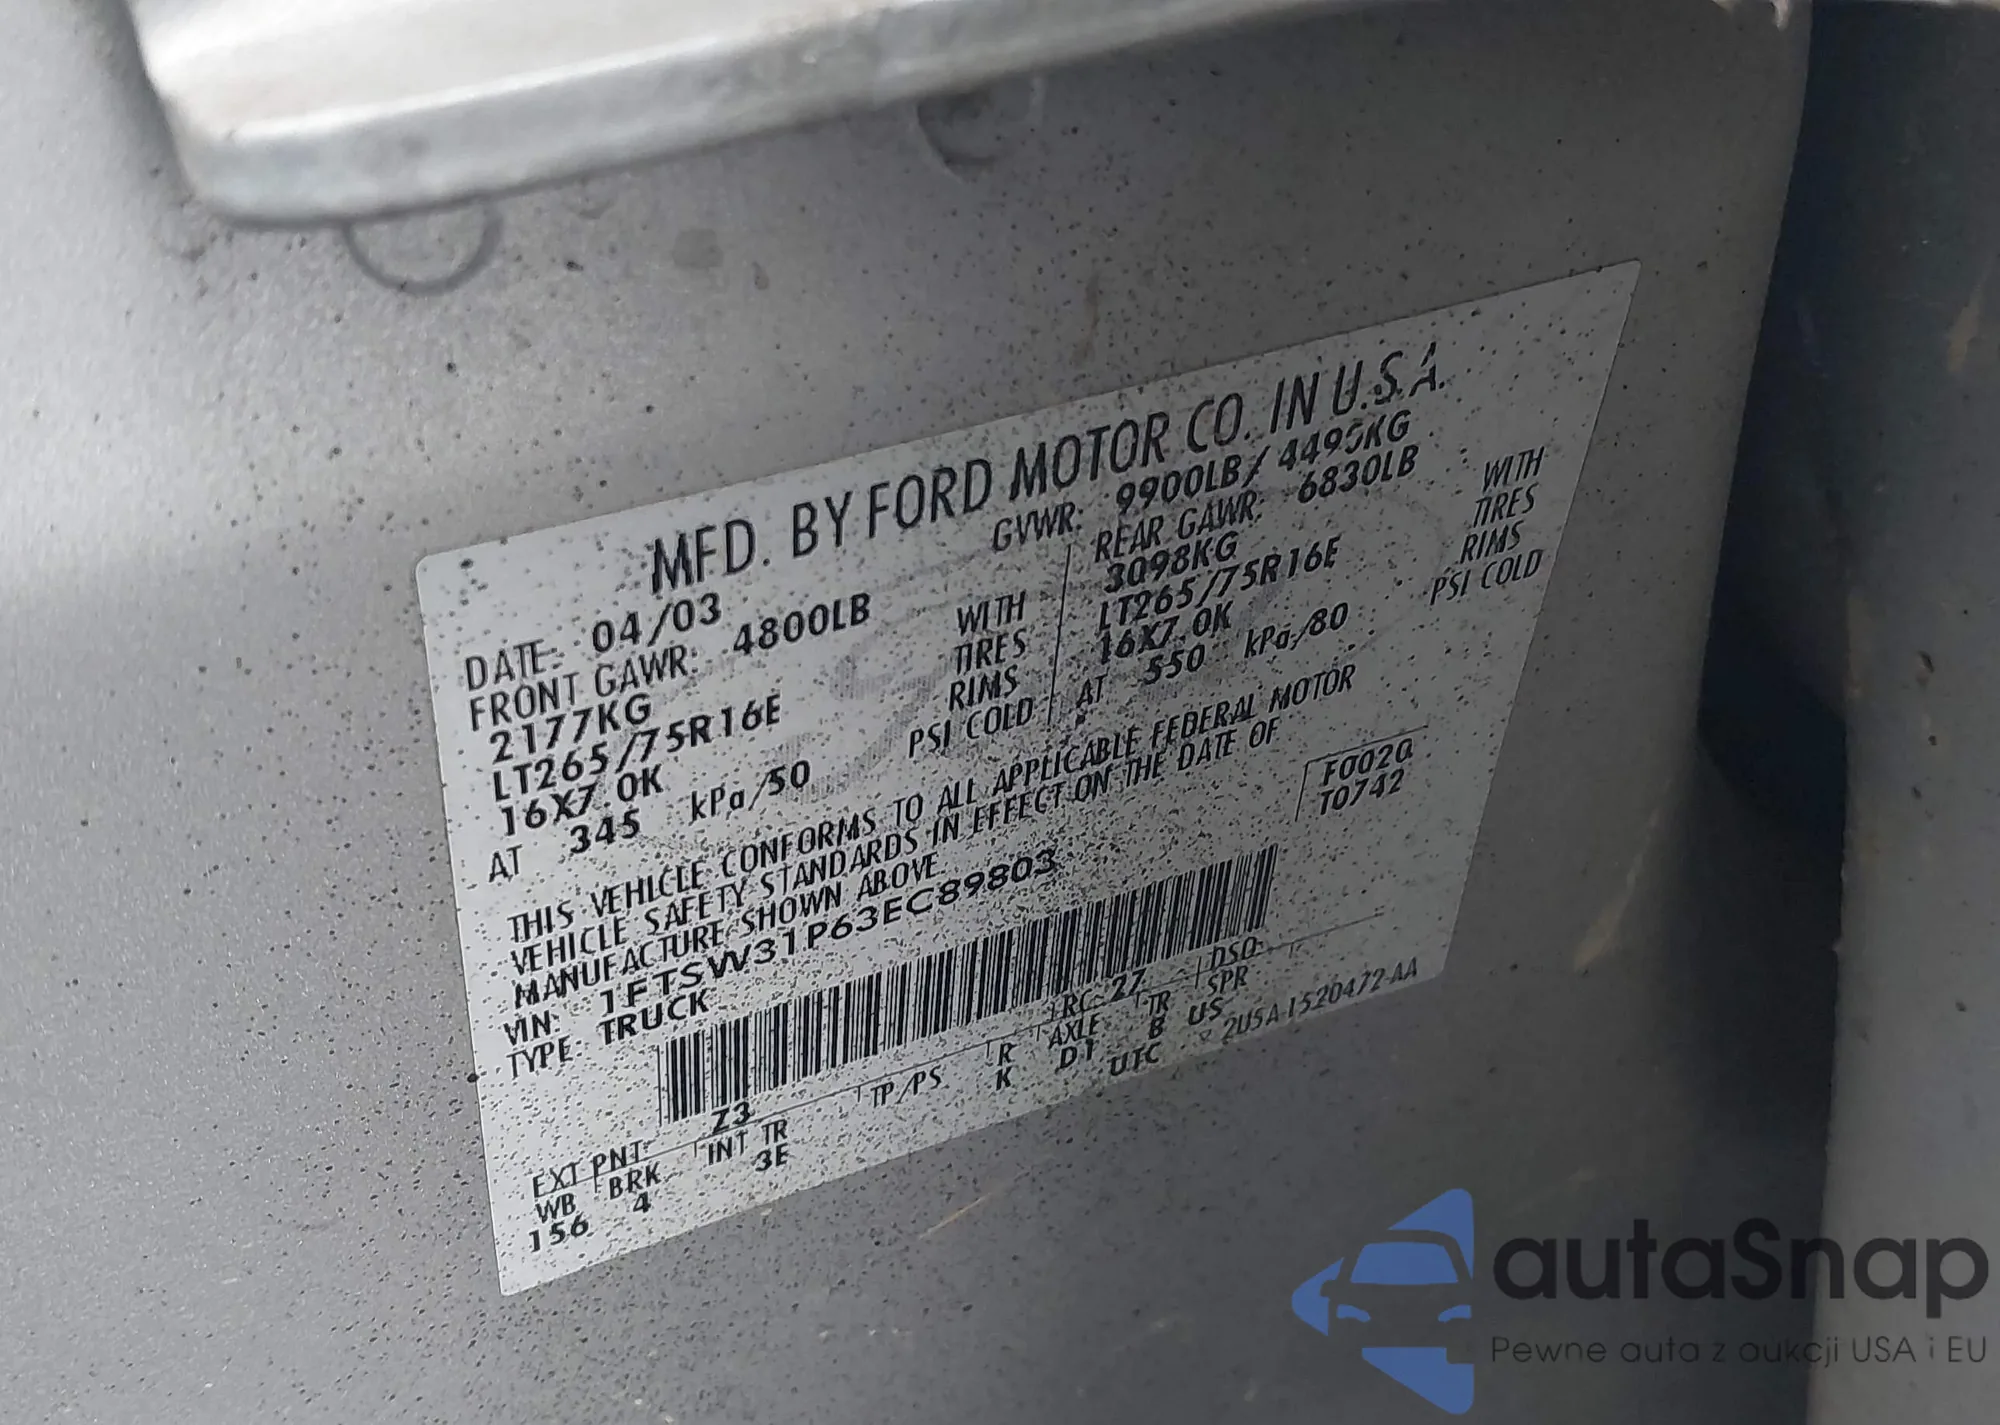 MFD. BY FORD MOTOR CO. IN U.S.A.
DATE: 04/03 GVWR: 9900LB/ 4490KG
FRONT GAWR: 4800LB REAR GAWR: 6830LB
2177KG WITH 3098KG WITH
LT265/75R16E TIRES LT265/75R16E TIRES
16X7.0K RIMS 16X7.0K RIMS
AT 345 kPa/50 PSI COLD AT 550 kPa/80 PSI COLD
THIS VEHICLE CONFORMS TO ALL APPLICABLE FEDERAL MOTOR
VEHICLE SAFETY STANDARDS IN EFFECT ON THE DATE OF
MANUFACTURE SHOWN ABOVE.
VIN: 1FTSW31P63EC89803
TYPE: TRUCK
F0020
T0742
EXT PNT: Z3 RC: 27 DSO:
WB BRK INT TR TP/PS R AXLE TR SPR
156 4 3E K D1 B US
UTC 2U5A-1520472-AA
autaSnap
Pewne auta z aukcji USA i EU